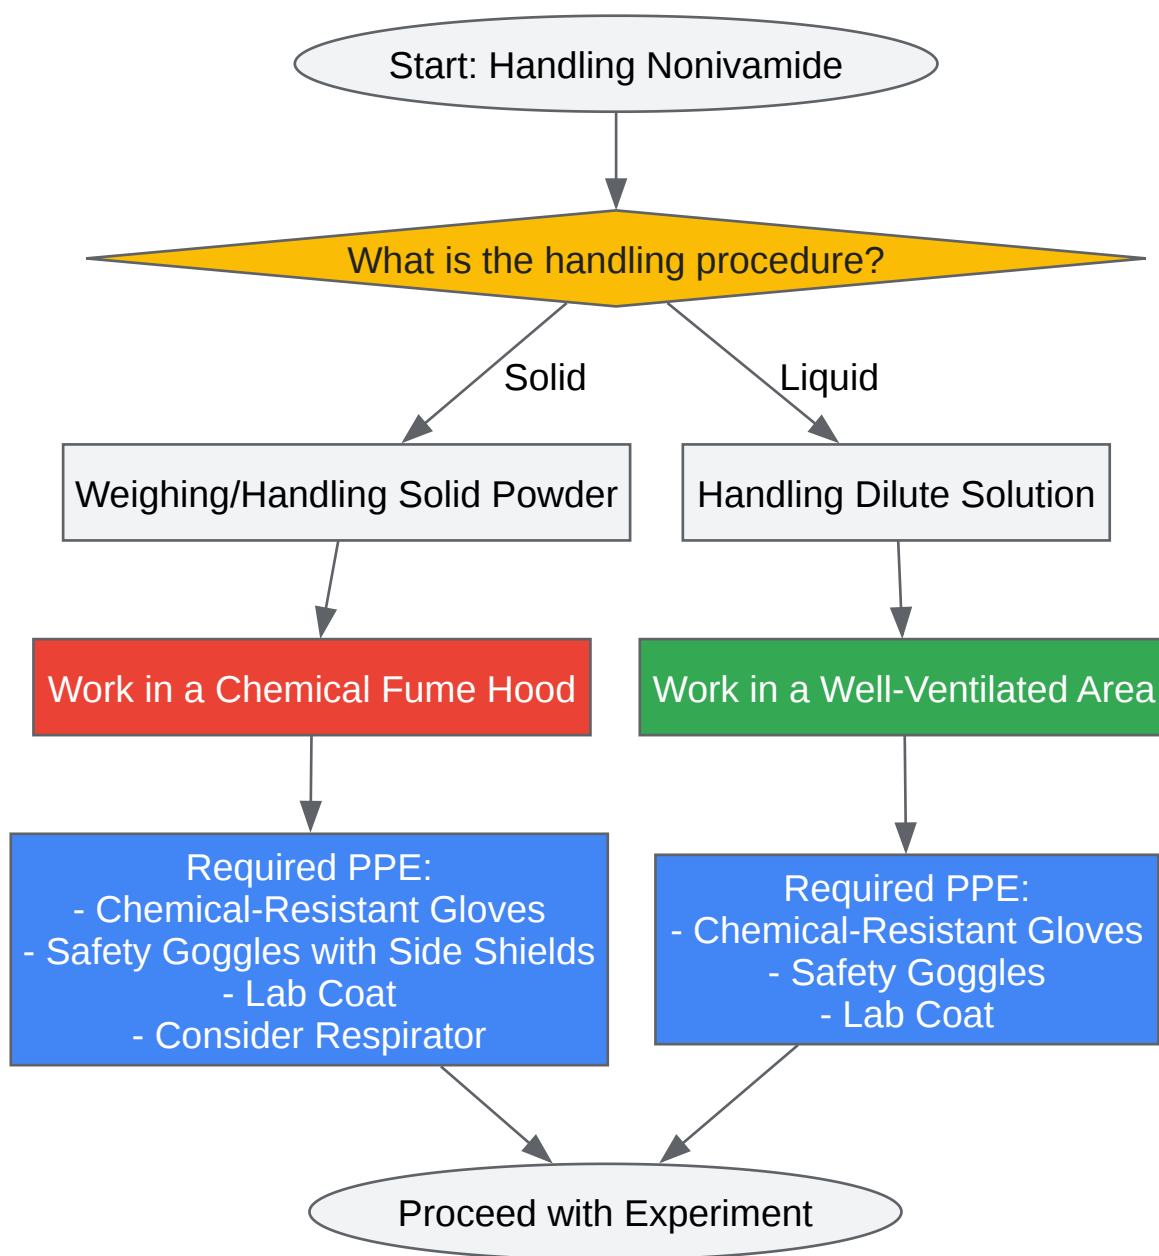 Start: Handling Nonivamide
What is the handling procedure?
Solid
Liquid
Weighing/Handling Solid Powder
Handling Dilute Solution
Work in a Chemical Fume Hood
Work in a Well-Ventilated Area
Required PPE:
- Chemical-Resistant Gloves
- Safety Goggles with Side Shields
- Lab Coat
- Consider Respirator
Required PPE:
- Chemical-Resistant Gloves
- Safety Goggles
- Lab Coat
Proceed with Experiment